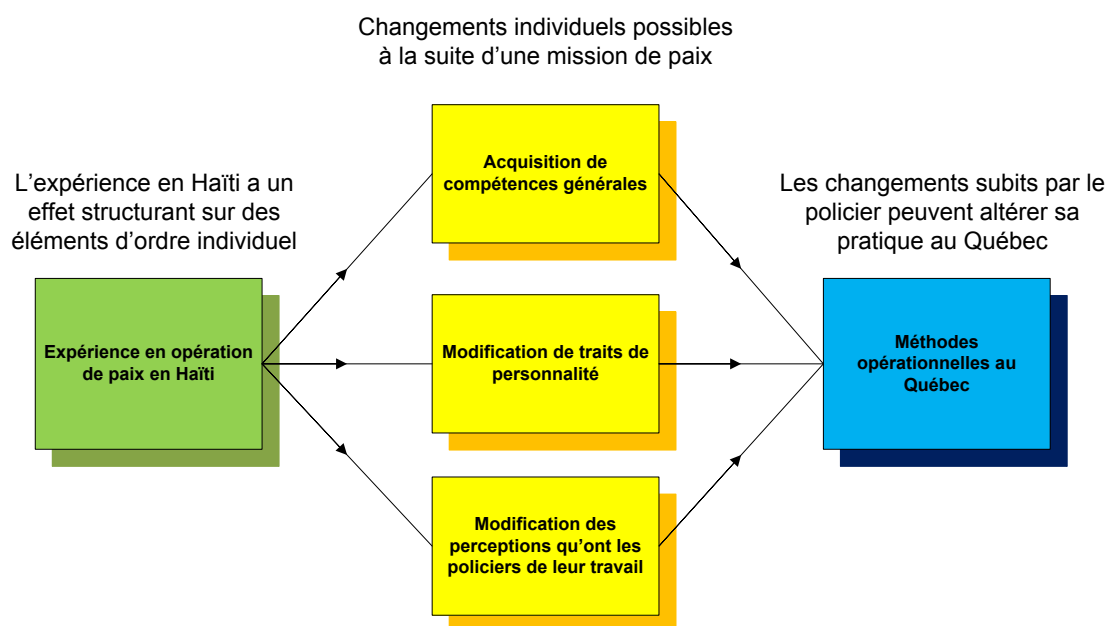 Changements individuels possibles
à la suite d'une mission de paix
L'expérience en Haïti a un
effet structurant sur des
éléments d'ordre individuel
Expérience en opération
de paix en Haïti
Acquisition de
compétences générales
Modification de traits de
personnalité
Modification des
perceptions qu'ont les
policiers de leur travail
Les changements subits par le
policier peuvent altérer sa
pratique au Québec
Méthodes
opérationnelles au
Québec